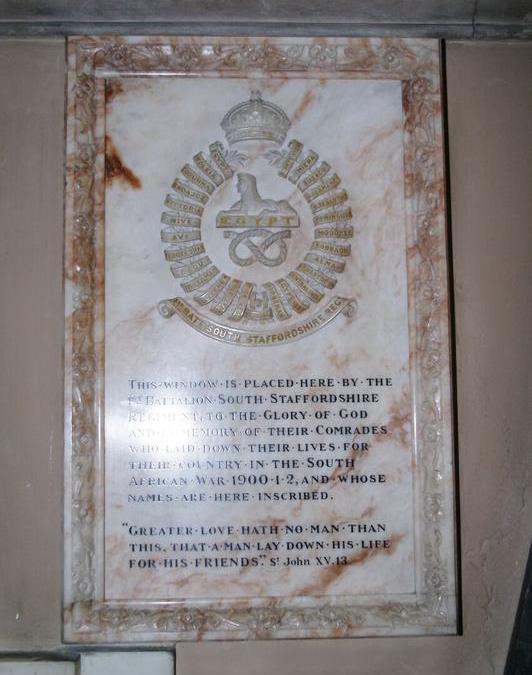 EGYPT
SOUTH STAFFORDSHIRE REGT
THIS·WINDOW·IS·PLACED·HERE·BY·THE
1ST BATTALION·SOUTH·STAFFORDSHIRE
REGIMENT·TO·THE·GLORY·OF·GOD
AND·IN·MEMORY·OF·THEIR·COMRADES
WHO·LAID·DOWN·THEIR·LIVES·FOR
THEIR·COUNTRY·IN·THE·SOUTH
AFRICAN·WAR·1900·1·2, AND·WHOSE
NAMES·ARE·HERE·INSCRIBED.
"GREATER·LOVE·HATH·NO·MAN·THAN
THIS, THAT·A·MAN·LAY·DOWN·HIS·LIFE
FOR·HIS·FRIENDS". St John XV.13.